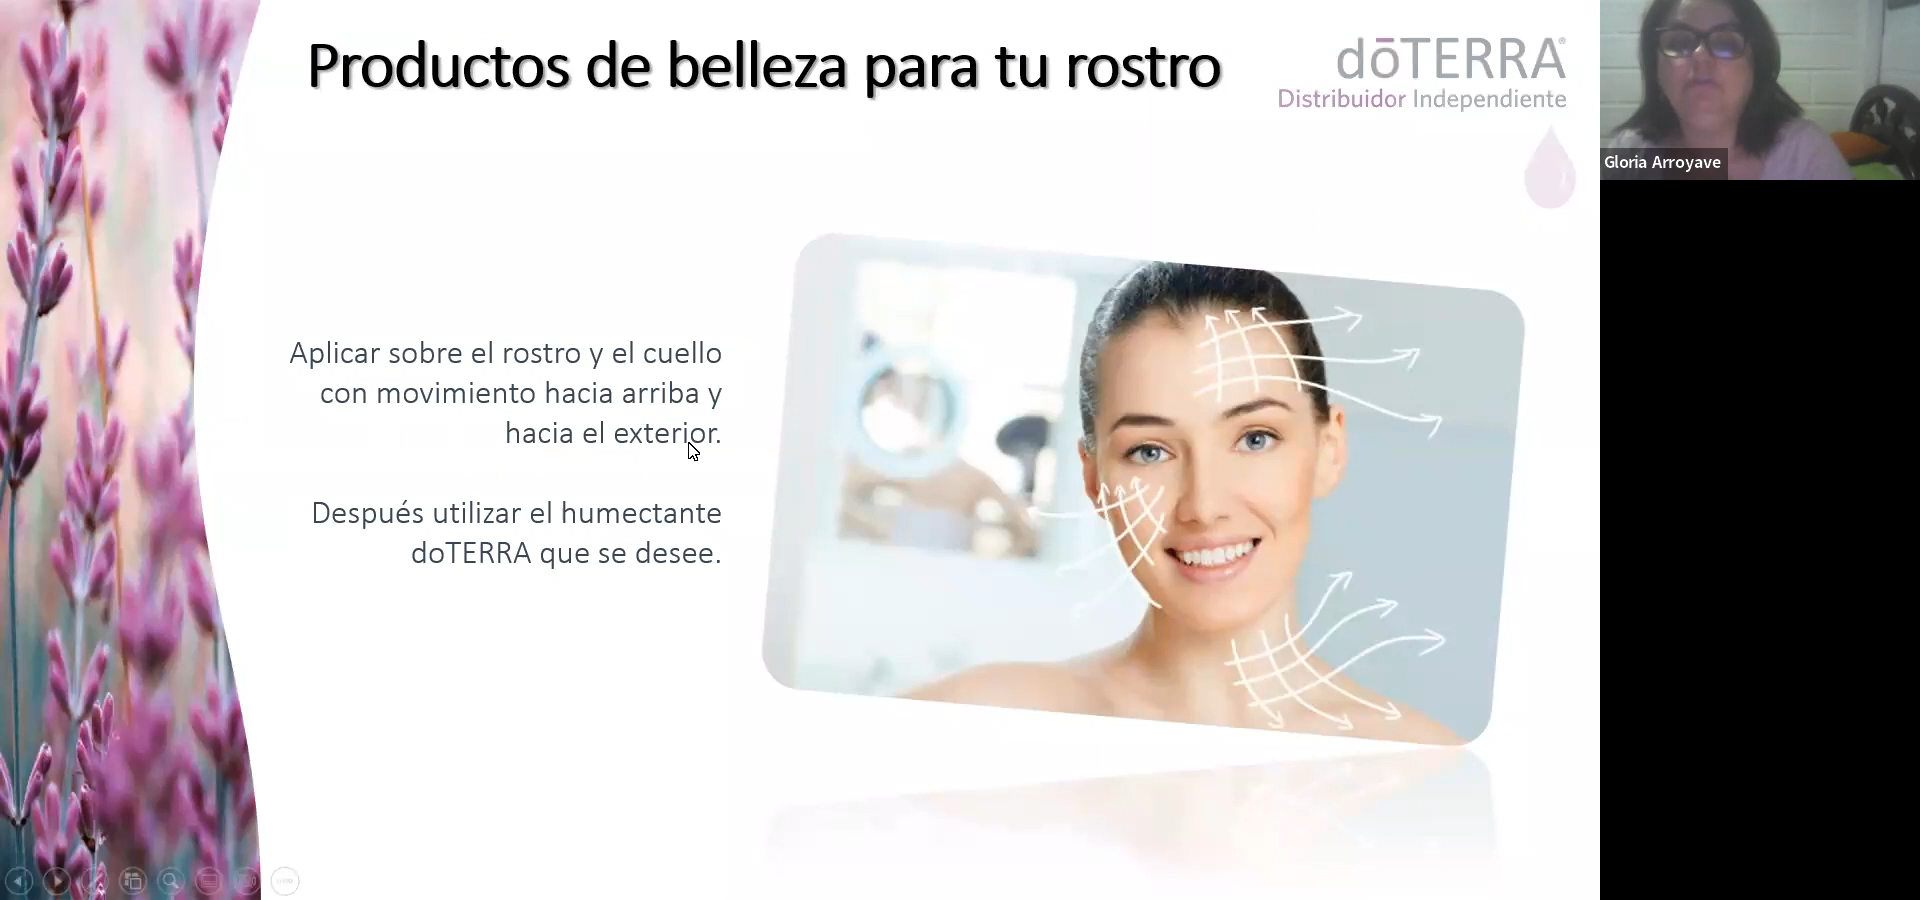 Productos de belleza para tu rostro
dōTERRA®
Distribuidor Independiente
Gloria Arroyave
Aplicar sobre el rostro y el cuello
con movimiento hacia arriba y
hacia el exterior.
Después utilizar el humectante
doTERRA que se desee.